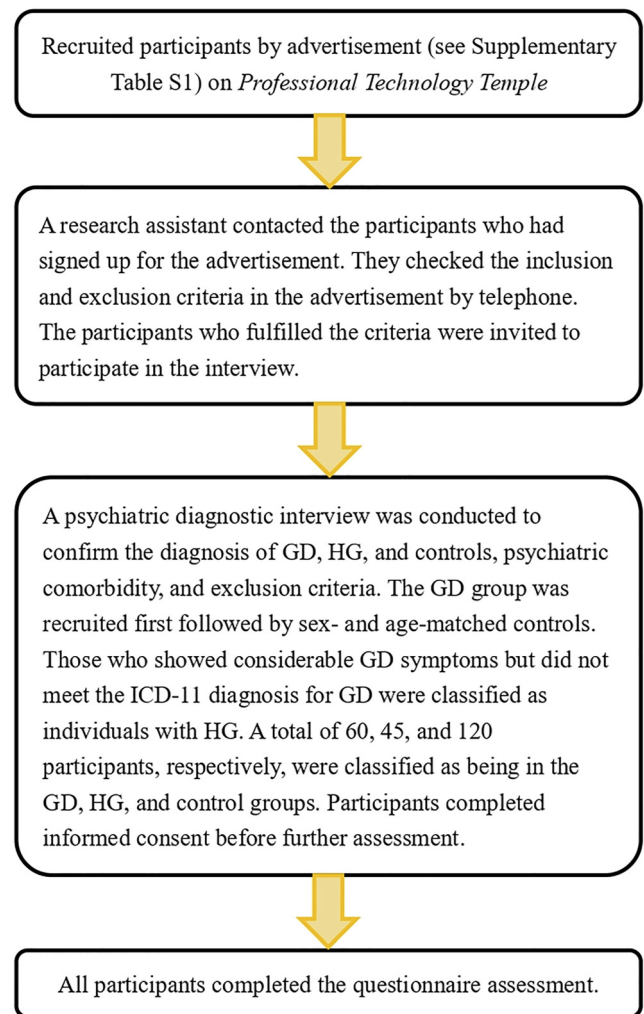 Recruited participants by advertisement (see Supplementary
Table S1) on Professional Technology Temple
A research assistant contacted the participants who had
signed up for the advertisement. They checked the inclusion
and exclusion criteria in the advertisement by telephone.
The participants who fulfilled the criteria were invited to
participate in the interview.
A psychiatric diagnostic interview was conducted to
confirm the diagnosis of GD, HG, and controls, psychiatric
comorbidity, and exclusion criteria. The GD group was
recruited first followed by sex- and age-matched controls.
Those who showed considerable GD symptoms but did not
meet the ICD-11 diagnosis for GD were classified as
individuals with HG. A total of 60, 45, and 120
participants, respectively, were classified as being in the
GD, HG, and control groups. Participants completed
informed consent before further assessment.
All participants completed the questionnaire assessment.